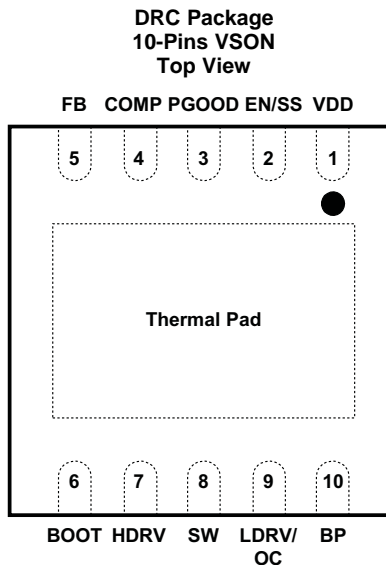 DRC Package
10-Pins VSON
Top View
FB COMP PGOOD EN/SS VDD
5 4 3 2 1
Thermal Pad
6 7 8 9 10
BOOT HDRV SW LDRV/ BP
OC